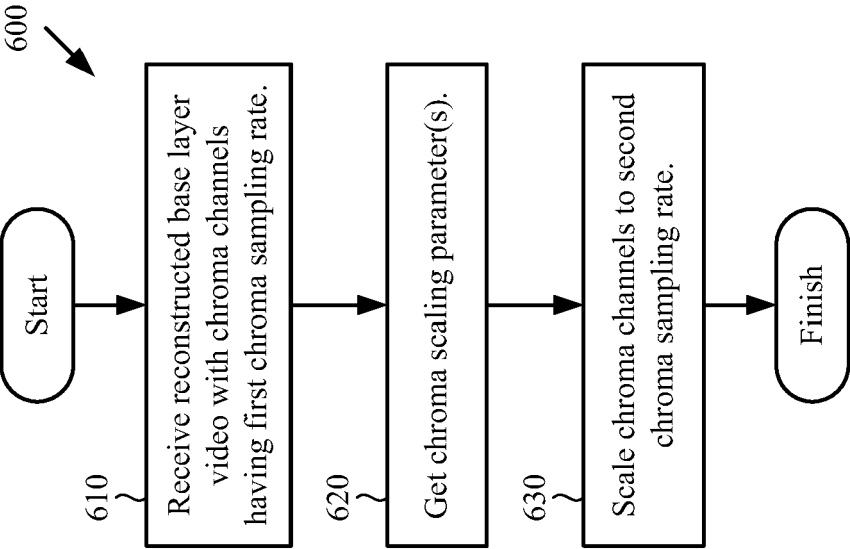 600
Start
610
Receive reconstructed base layer
video with chroma channels
having first chroma sampling rate.
620
Get chroma scaling parameter(s).
630
Scale chroma channels to second
chroma sampling rate.
Finish